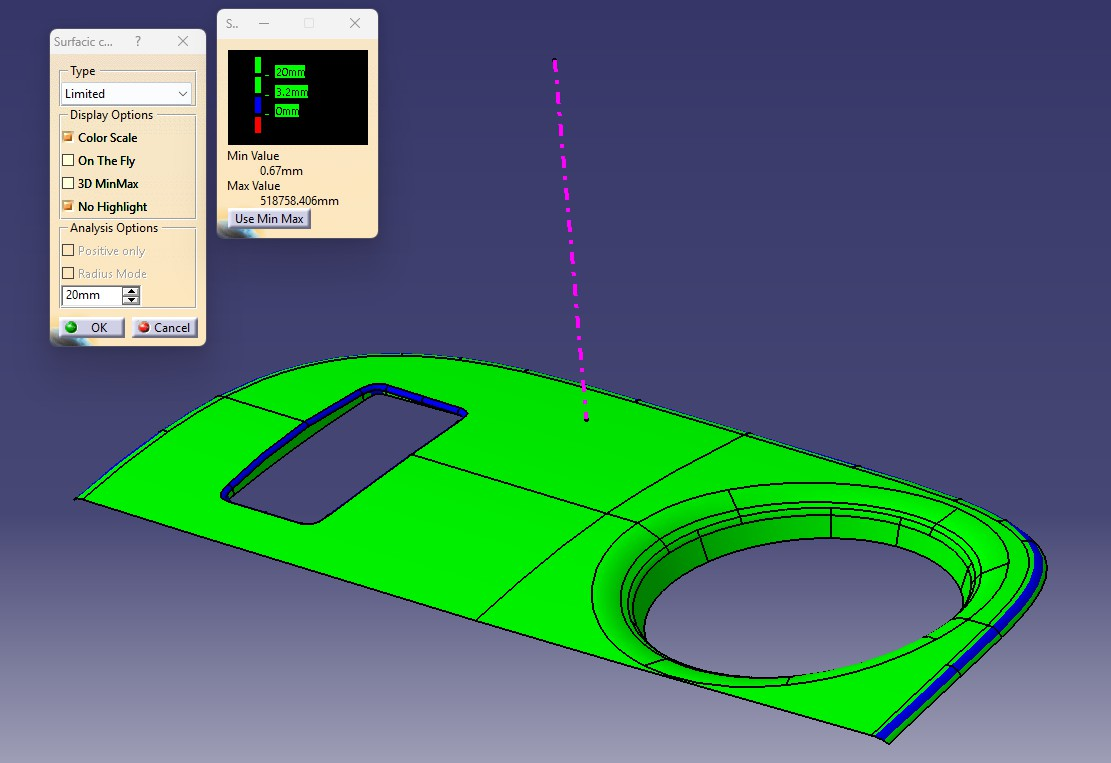 Surfacic c... ?
Type
Limited
Display Options
Color Scale
On The Fly
3D MinMax
No Highlight
Analysis Options
Positive only
Radius Mode
20mm
OK Cancel
S..
20mm
3.2mm
0mm
Min Value
0.67mm
Max Value
518758.406mm
Use Min Max